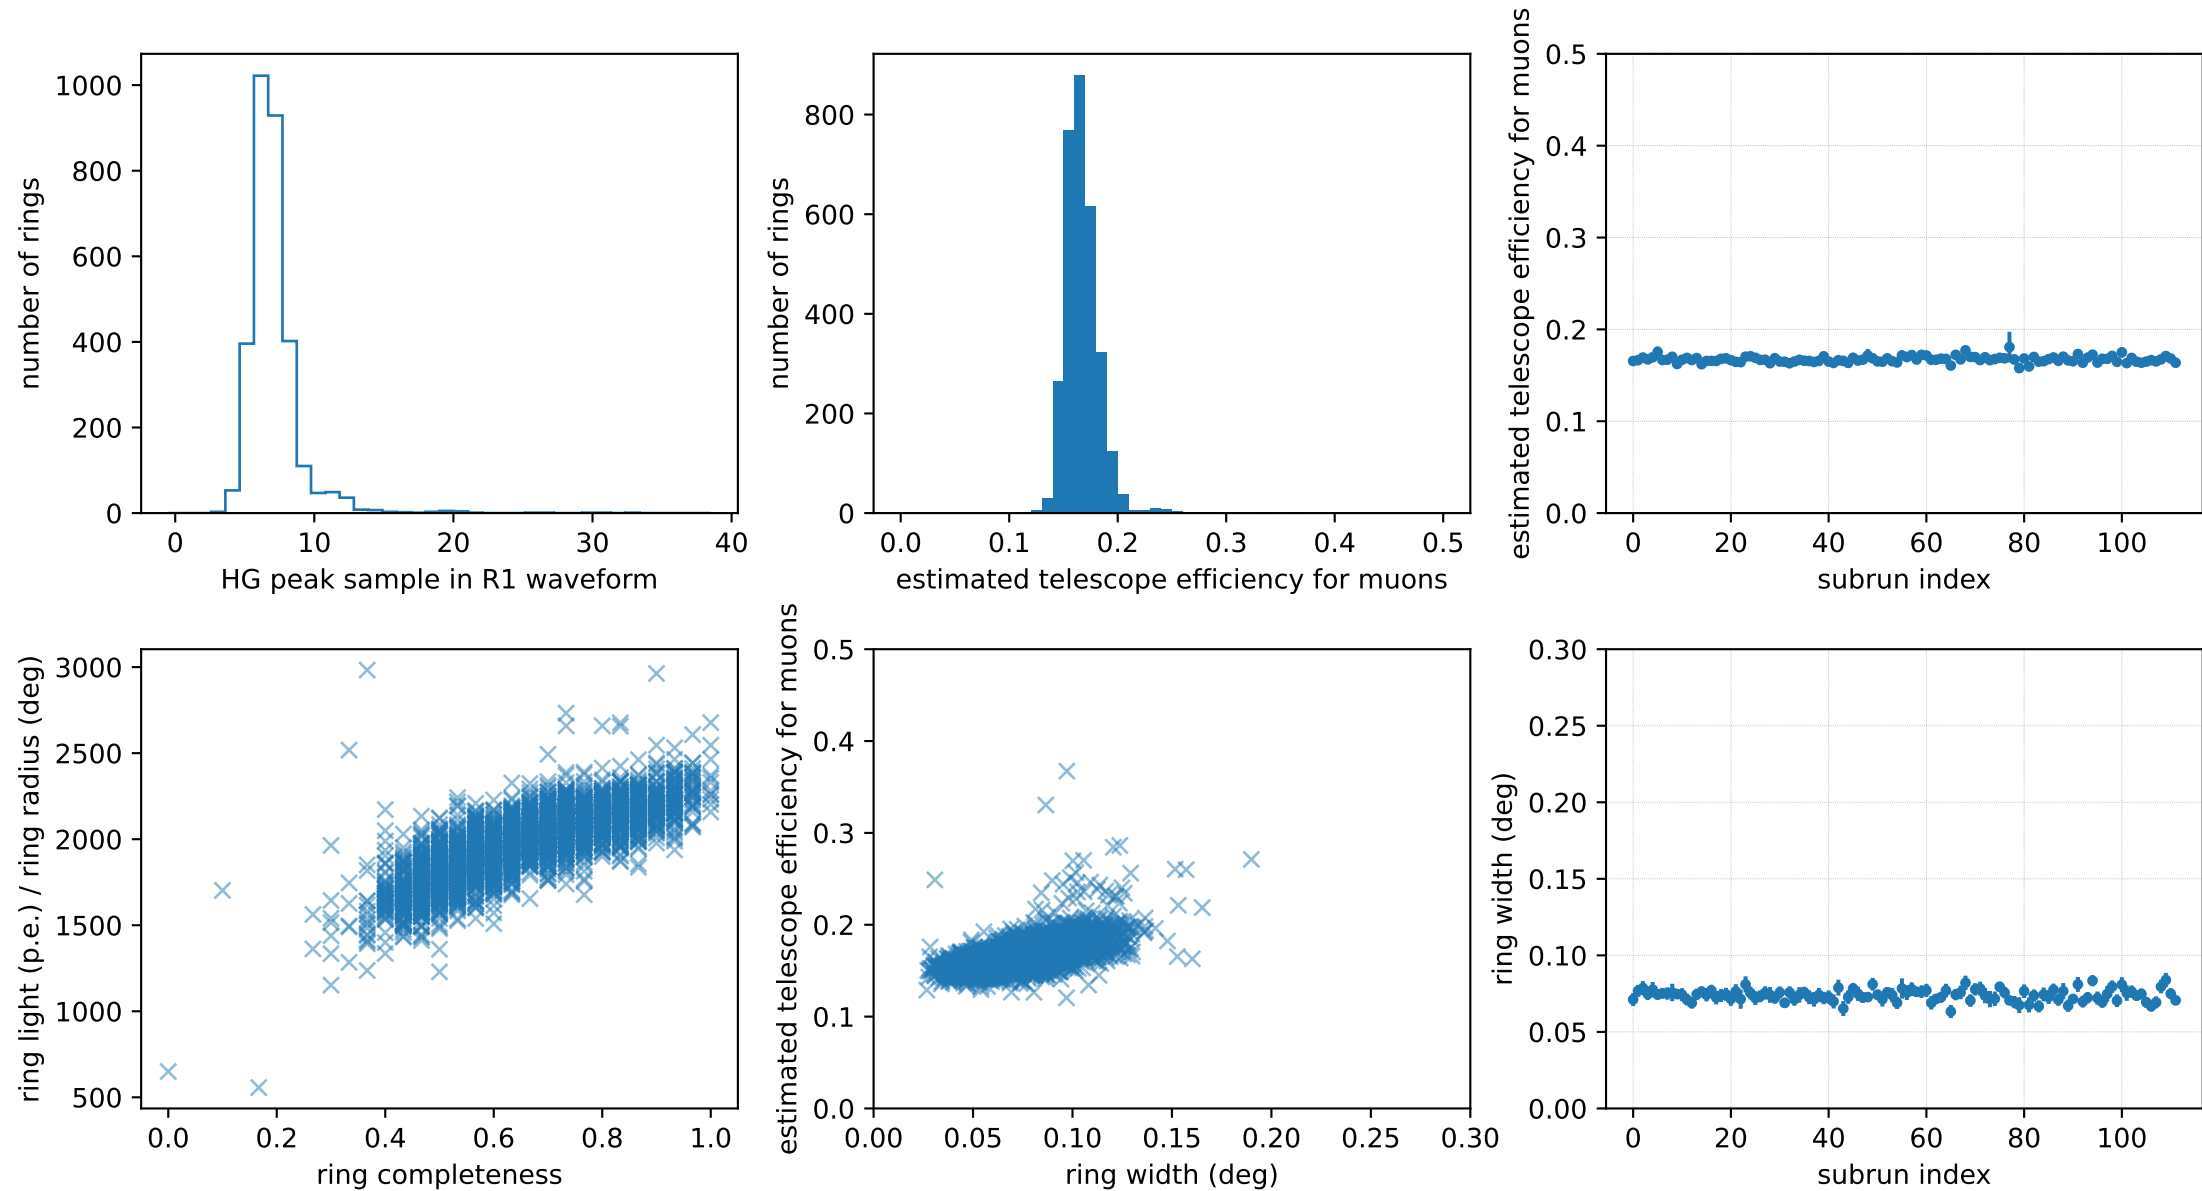 number of rings
1000
800
600
400
200
0
0 10 20 30 40
HG peak sample in R1 waveform
number of rings
800
600
400
200
0
0.0 0.1 0.2 0.3 0.4 0.5
estimated telescope efficiency for muons
estimated telescope efficiency for muons
0.5
0.4
0.3
0.2
0.1
0.0
0 20 40 60 80 100
subrun index
ring light (p.e.) / ring radius (deg)
3000
2500
2000
1500
1000
500
0.0 0.2 0.4 0.6 0.8 1.0
ring completeness
estimated telescope efficiency for muons
0.5
0.4
0.3
0.2
0.1
0.0
0.00 0.05 0.10 0.15 0.20 0.25 0.30
ring width (deg)
ring width (deg)
0.30
0.25
0.20
0.15
0.10
0.05
0.00
0 20 40 60 80 100
subrun index